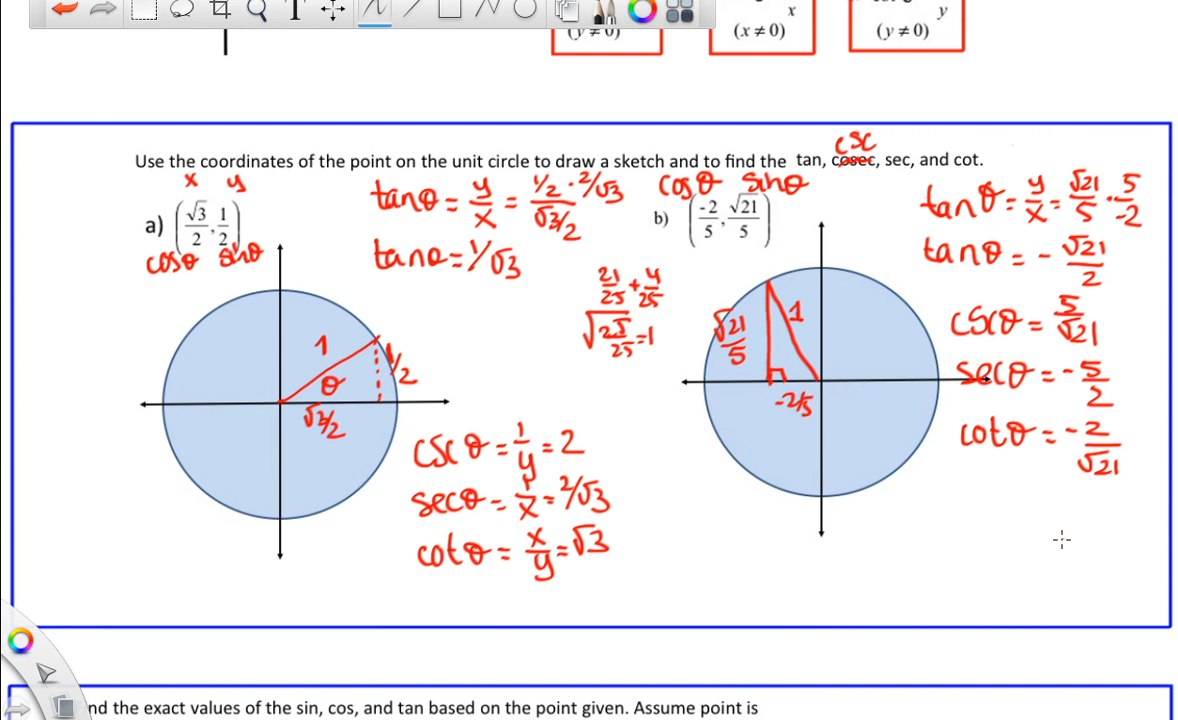 x
y
(y ≠ 0)
(x ≠ 0)
(y ≠ 0)
csc
Use the coordinates of the point on the unit circle to draw a sketch and to find the tan, cosec, sec, and cot.
x y
a) (√3/2, 1/2)
cosθ sinθ
tanθ = y/x = 1/2 · 2/√3
√3/2
tanθ = 1/√3
1
θ
1/2
√3/2
cscθ = 1/y = 2
secθ = r/x = 2/√3
cotθ = x/y = √3
cosθ sinθ
b) (-2/5, √21/5)
21/25 + 4/25
√25/25 = 1
√21/5
1
-2/5
tanθ = y/x = √21/5 · 5/-2
tanθ = - √21/2
cscθ = 5/√21
secθ = - 5/2
cotθ = - 2/√21
nd the exact values of the sin, cos, and tan based on the point given. Assume point is